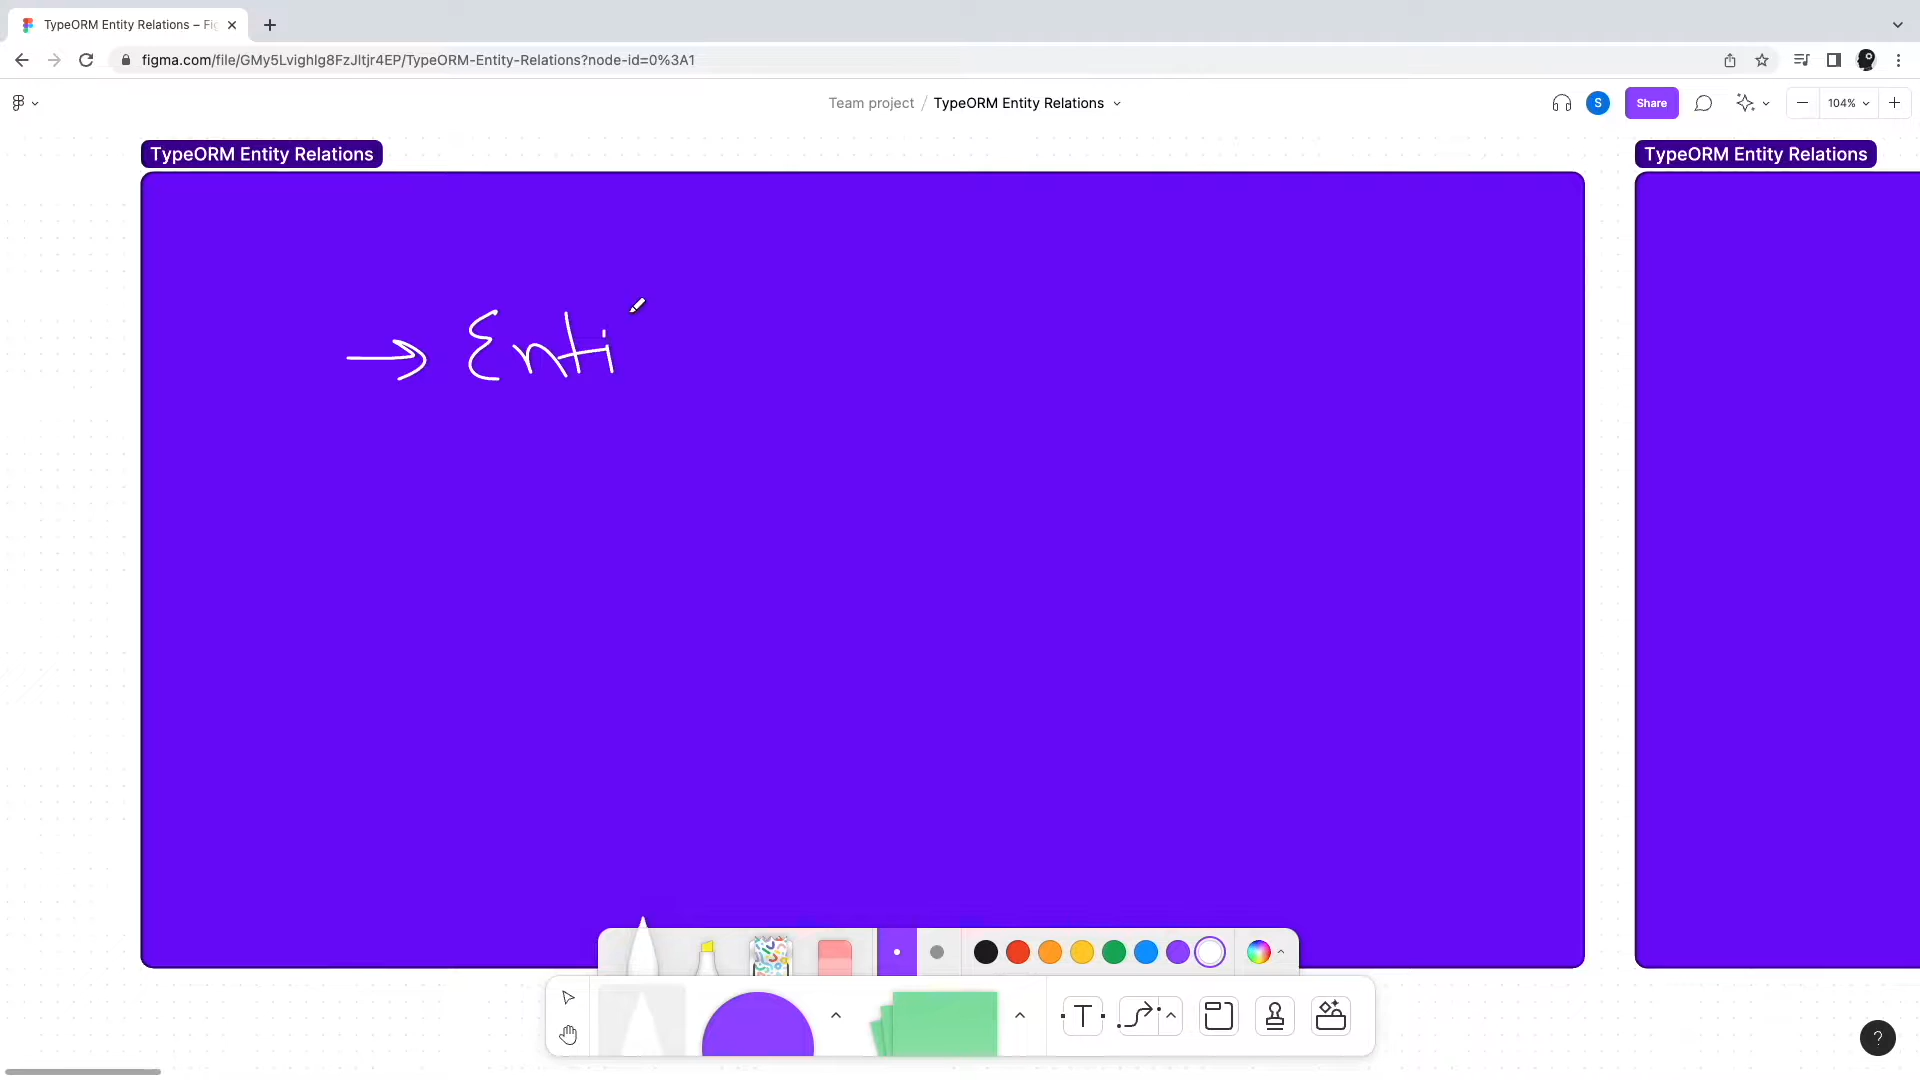 TypeORM Entity Relations – Fi
figma.com/file/GMy5Lvighlg8FzJltjr4EP/TypeORM-Entity-Relations?node-id=0%3A1
Team project / TypeORM Entity Relations
S
Share
104%
TypeORM Entity Relations
TypeORM Entity Relations
→ Enti
T
?